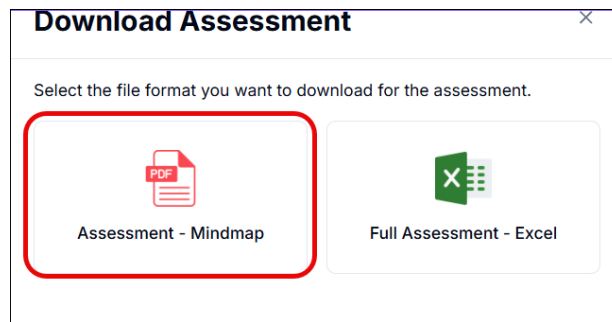 Download Assessment
Select the file format you want to download for the assessment.
PDF
Assessment - Mindmap
X
Full Assessment - Excel